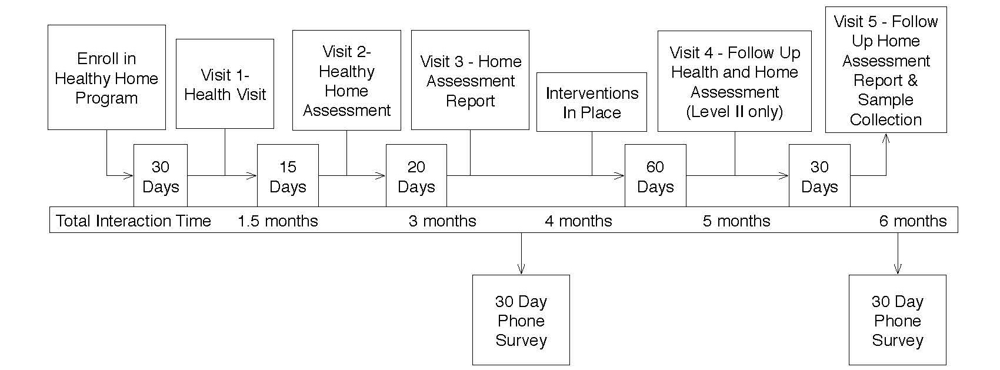 Enroll in
Healthy Home
Program
Visit 1-
Health Visit
Visit 2-
Healthy
Home
Assessment
Visit 3 - Home
Assessment
Report
Interventions
In Place
Visit 4 - Follow Up
Health and Home
Assessment
(Level II only)
Visit 5 - Follow
Up Home
Assessment
Report &
Sample
Collection
30
Days
15
Days
20
Days
60
Days
30
Days
Total Interaction Time 1.5 months 3 months 4 months 5 months 6 months
30 Day
Phone
Survey
30 Day
Phone
Survey